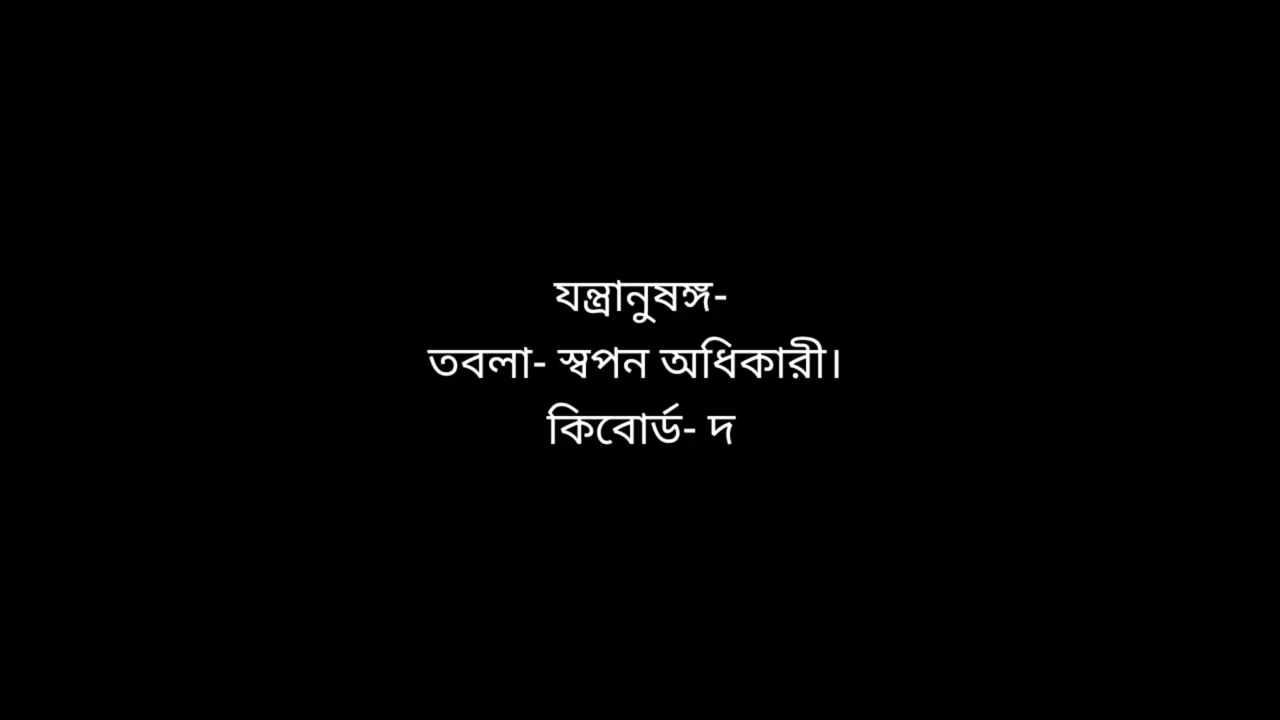 যন্ত্রানুষঙ্গ-
তবলা- স্বপন অধিকারী।
কিবোর্ড- দ